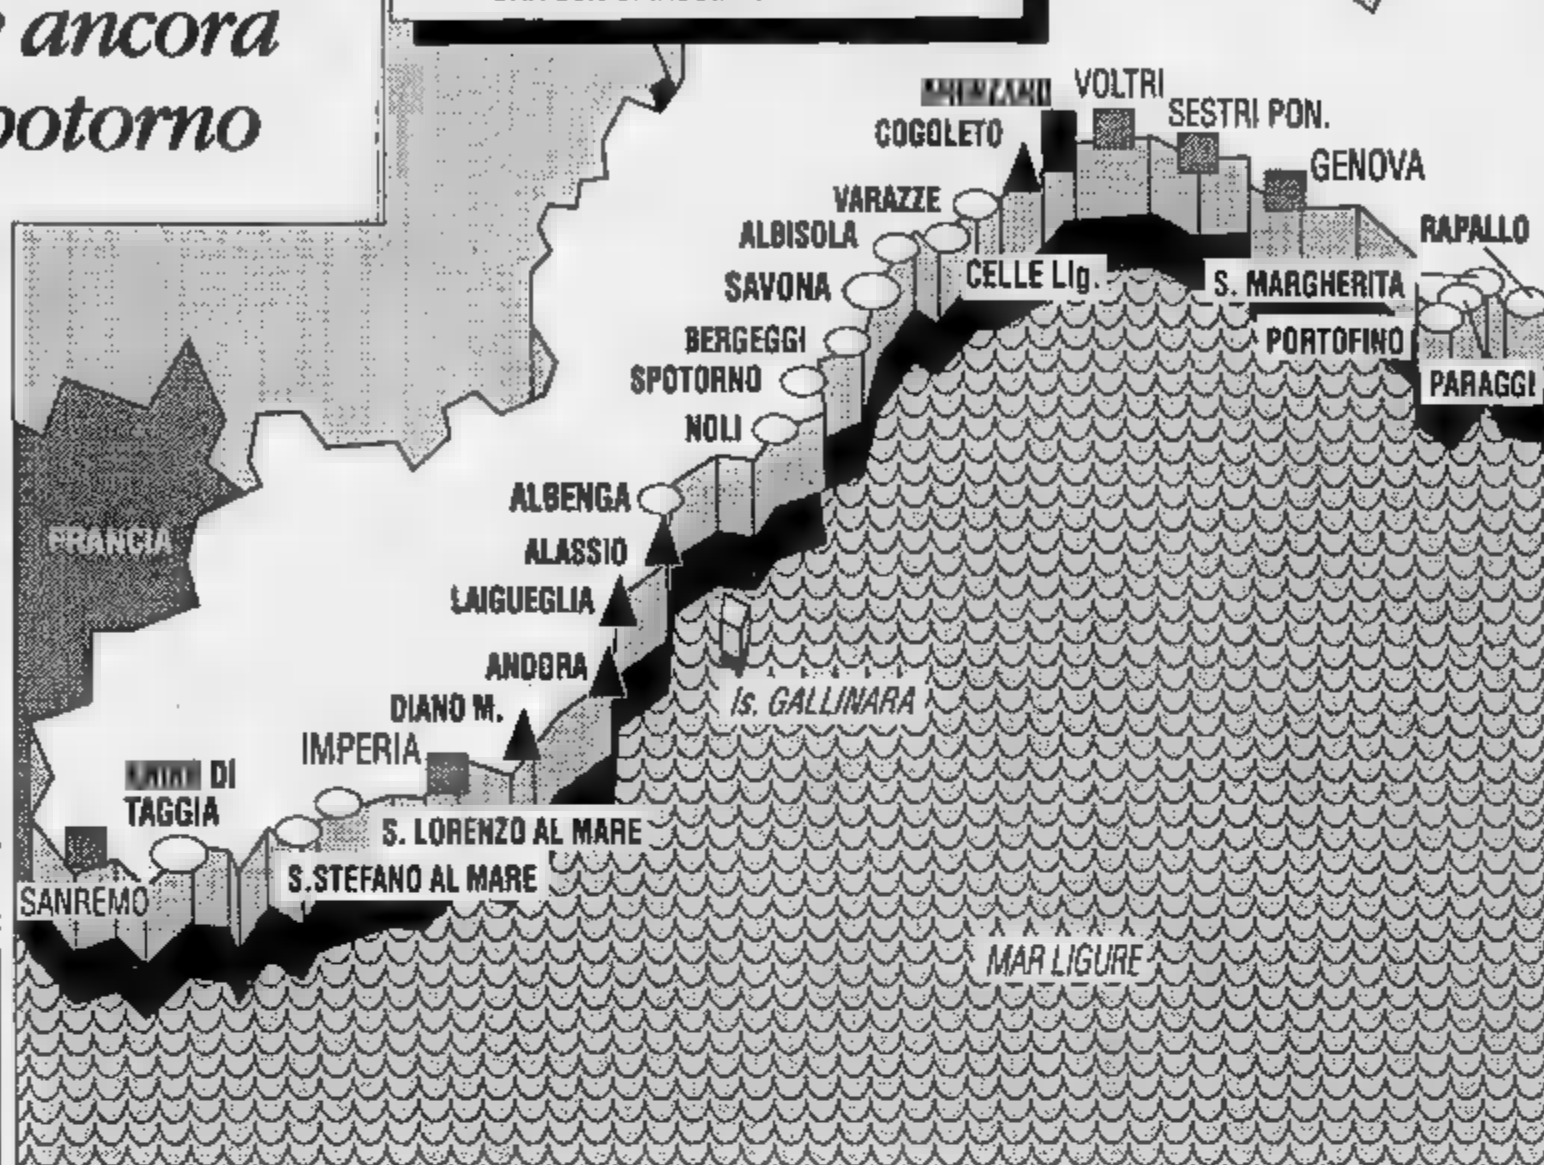 ancora
potorno
VOLTRI
SESTRI PON.
COGOLETO
GENOVA
VARAZZE
RAPALLO
ALBISOLA
CELLE LIg.
S. MARGHERITA
SAVONA
BERGEGGI
PORTOFINO
SPOTORNO
PARAGGI
NOLI
ALBENGA
FRANCIA
ALASSIO
LAIGUEGLIA
ANDORA
Is. GALLINARA
DIANO M.
IMPERIA
DI
TAGGIA
S. LORENZO AL MARE
S.STEFANO AL MARE
SANREMO
MAR LIGURE